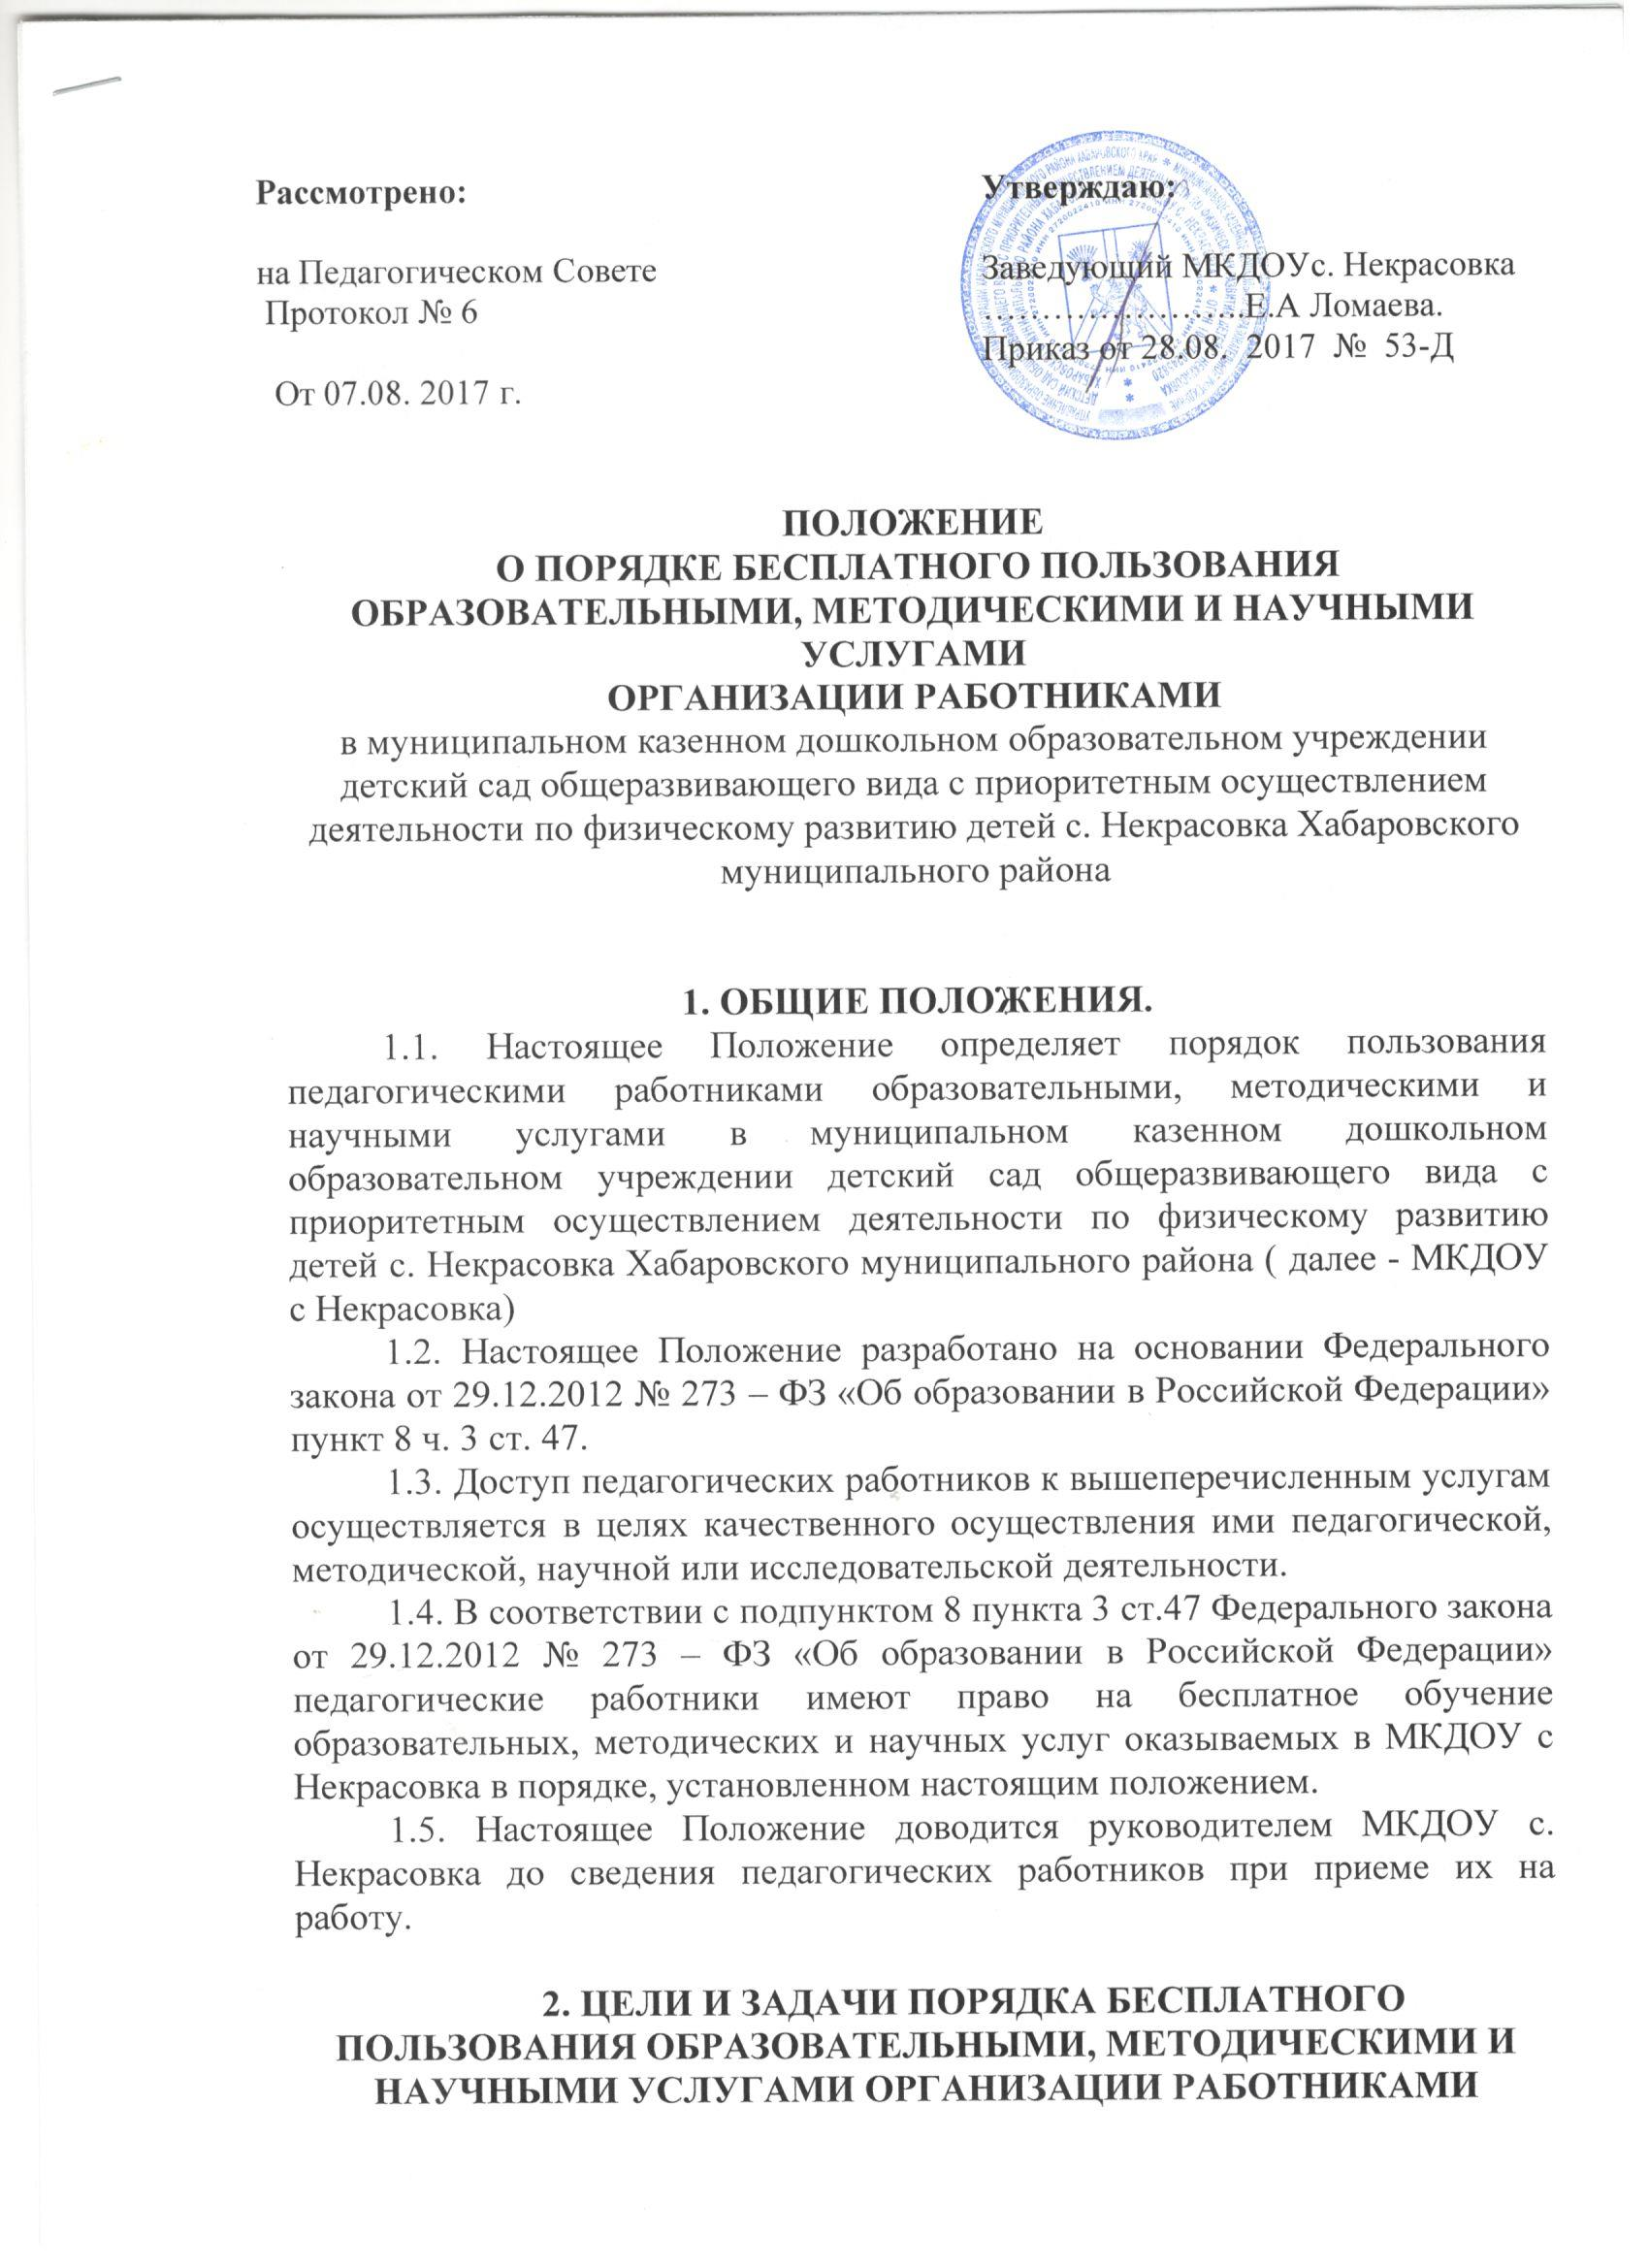 Рассмотрено:
на Педагогическом Совете
Протокол № 6
От 07.08. 2017 г.
Утверждаю:
Заведующий МКДОУс. Некрасовка
……………………..Е.А Ломаева.
Приказ от 28.08. 2017 № 53-Д
ПОЛОЖЕНИЕ
О ПОРЯДКЕ БЕСПЛАТНОГО ПОЛЬЗОВАНИЯ
ОБРАЗОВАТЕЛЬНЫМИ, МЕТОДИЧЕСКИМИ И НАУЧНЫМИ
УСЛУГАМИ
ОРГАНИЗАЦИИ РАБОТНИКАМИ
в муниципальном казенном дошкольном образовательном учреждении
детский сад общеразвивающего вида с приоритетным осуществлением
деятельности по физическому развитию детей с. Некрасовка Хабаровского
муниципального района
1. ОБЩИЕ ПОЛОЖЕНИЯ.
1.1. Настоящее Положение определяет порядок пользования
педагогическими работниками образовательными, методическими и
научными услугами в муниципальном казенном дошкольном
образовательном учреждении детский сад общеразвивающего вида с
приоритетным осуществлением деятельности по физическому развитию
детей с. Некрасовка Хабаровского муниципального района ( далее - МКДОУ
с Некрасовка)
1.2. Настоящее Положение разработано на основании Федерального
закона от 29.12.2012 № 273 – ФЗ «Об образовании в Российской Федерации»
пункт 8 ч. 3 ст. 47.
1.3. Доступ педагогических работников к вышеперечисленным услугам
осуществляется в целях качественного осуществления ими педагогической,
методической, научной или исследовательской деятельности.
1.4. В соответствии с подпунктом 8 пункта 3 ст.47 Федерального закона
от 29.12.2012 № 273 – ФЗ «Об образовании в Российской Федерации»
педагогические работники имеют право на бесплатное обучение
образовательных, методических и научных услуг оказываемых в МКДОУ с
Некрасовка в порядке, установленном настоящим положением.
1.5. Настоящее Положение доводится руководителем МКДОУ с.
Некрасовка до сведения педагогических работников при приеме их на
работу.
2. ЦЕЛИ И ЗАДАЧИ ПОРЯДКА БЕСПЛАТНОГО
ПОЛЬЗОВАНИЯ ОБРАЗОВАТЕЛЬНЫМИ, МЕТОДИЧЕСКИМИ И
НАУЧНЫМИ УСЛУГАМИ ОРГАНИЗАЦИИ РАБОТНИКАМИ